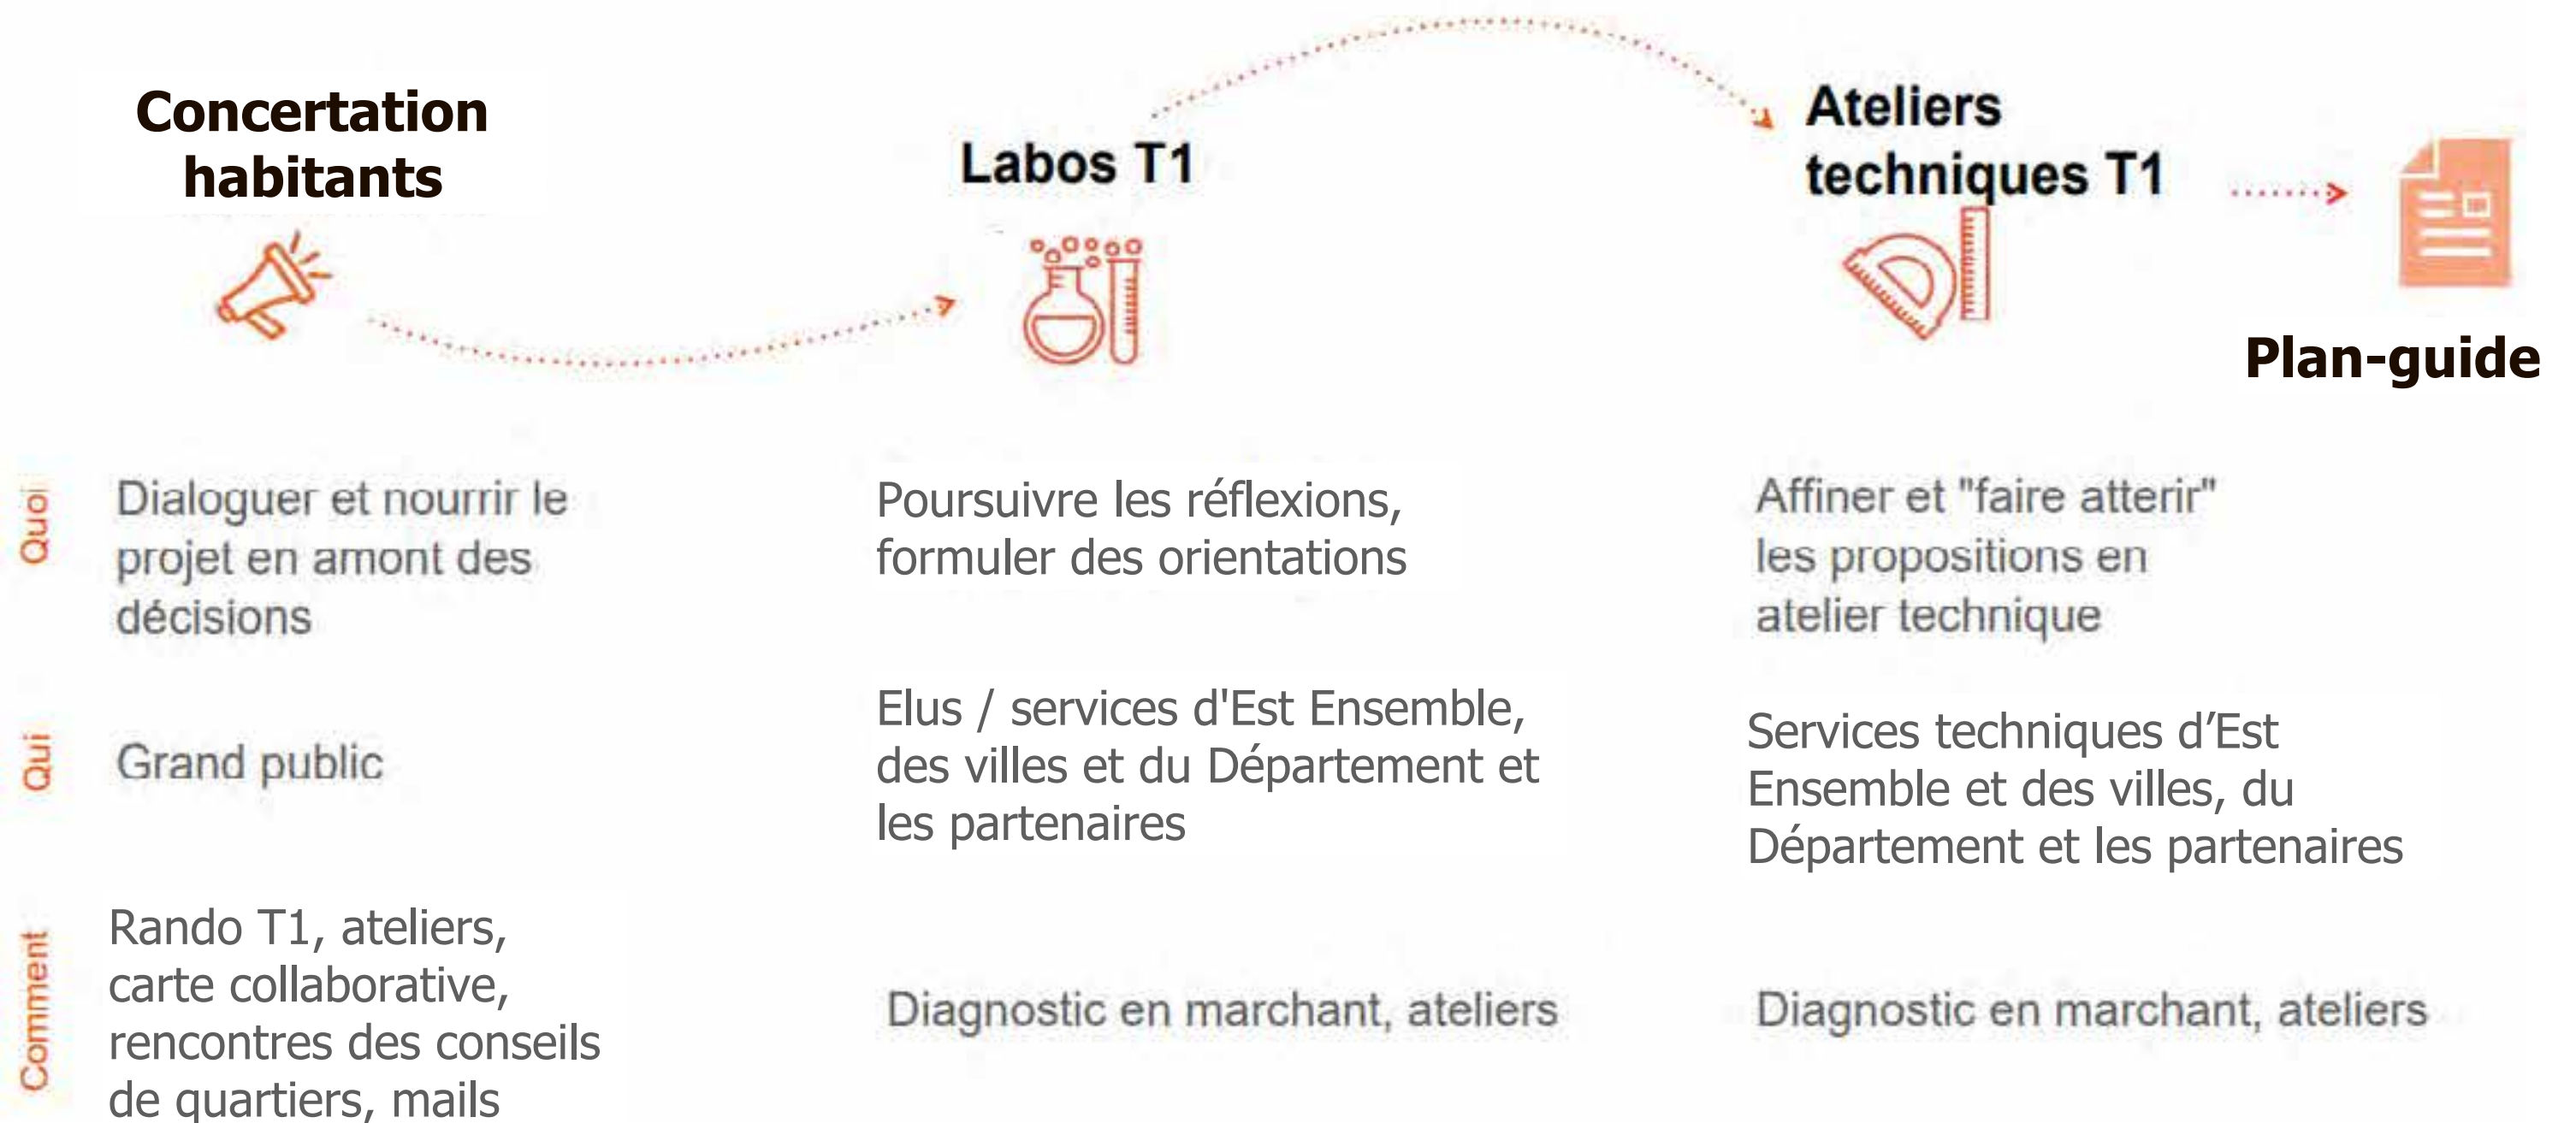 Concertation
habitants
Labos T1
Ateliers
techniques T1
Plan-guide
Quoi
Dialoguer et nourrir le
projet en amont des
décisions
Poursuivre les réflexions,
formuler des orientations
Affiner et "faire atterir"
les propositions en
atelier technique
Qui
Grand public
Elus / services d'Est Ensemble,
des villes et du Département et
les partenaires
Services techniques d’Est
Ensemble et des villes, du
Département et les partenaires
Comment
Rando T1, ateliers,
carte collaborative,
rencontres des conseils
de quartiers, mails
Diagnostic en marchant, ateliers
Diagnostic en marchant, ateliers